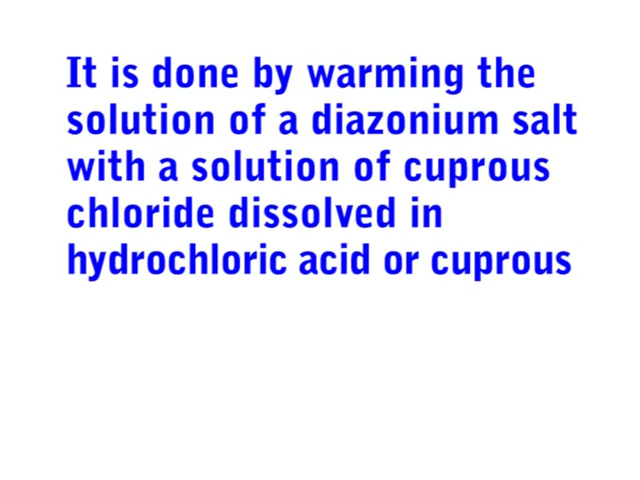 It is done by warming the
solution of a diazonium salt
with a solution of cuprous
chloride dissolved in
hydrochloric acid or cuprous